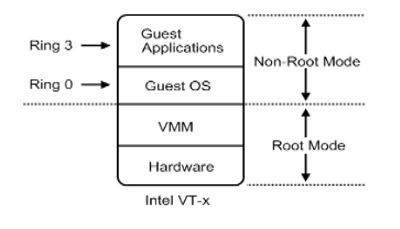 Ring 3
Guest
Applications
Non-Root Mode
Ring 0
Guest OS
VMM
Root Mode
Hardware
Intel VT-x